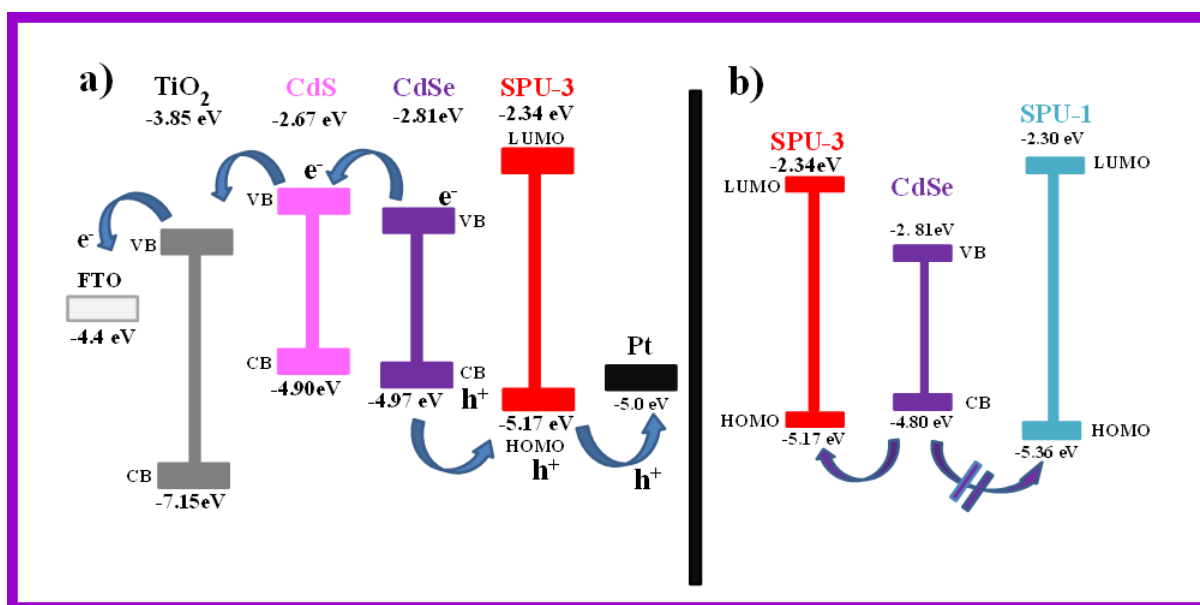 a)
TiO2
-3.85 eV
CdS
-2.67 eV
CdSe
-2.81eV
SPU-3
-2.34 eV
LUMO
e-
VB
e-
VB
e-
VB
FTO
-4.4 eV
CB
-4.90eV
CB
-4.97 eV
h+
-5.17 eV
HOMO
h+
Pt
-5.0 eV
h+
CB
-7.15eV
b)
SPU-3
-2.34eV
LUMO
CdSe
-2. 81eV
VB
SPU-1
-2.30 eV
LUMO
HOMO
-5.17 eV
CB
-4.80 eV
HOMO
-5.36 eV